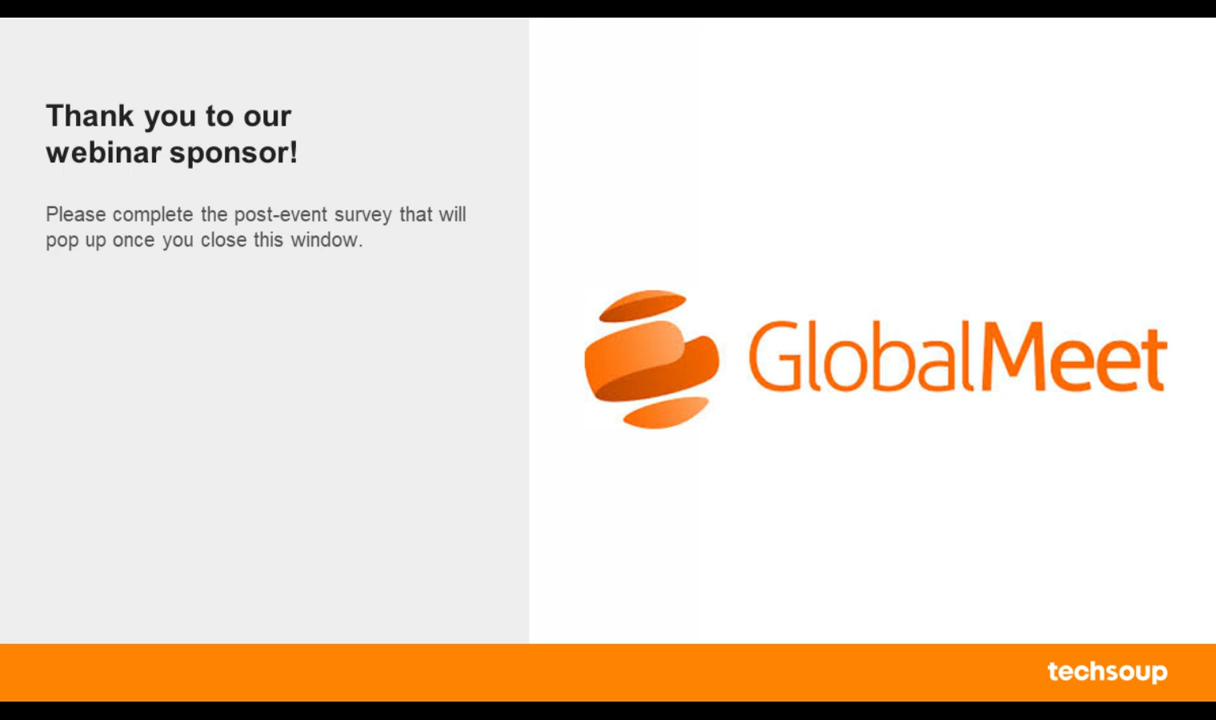 Thank you to our
webinar sponsor!
Please complete the post-event survey that will
pop up once you close this window.
GlobalMeet
techsoup